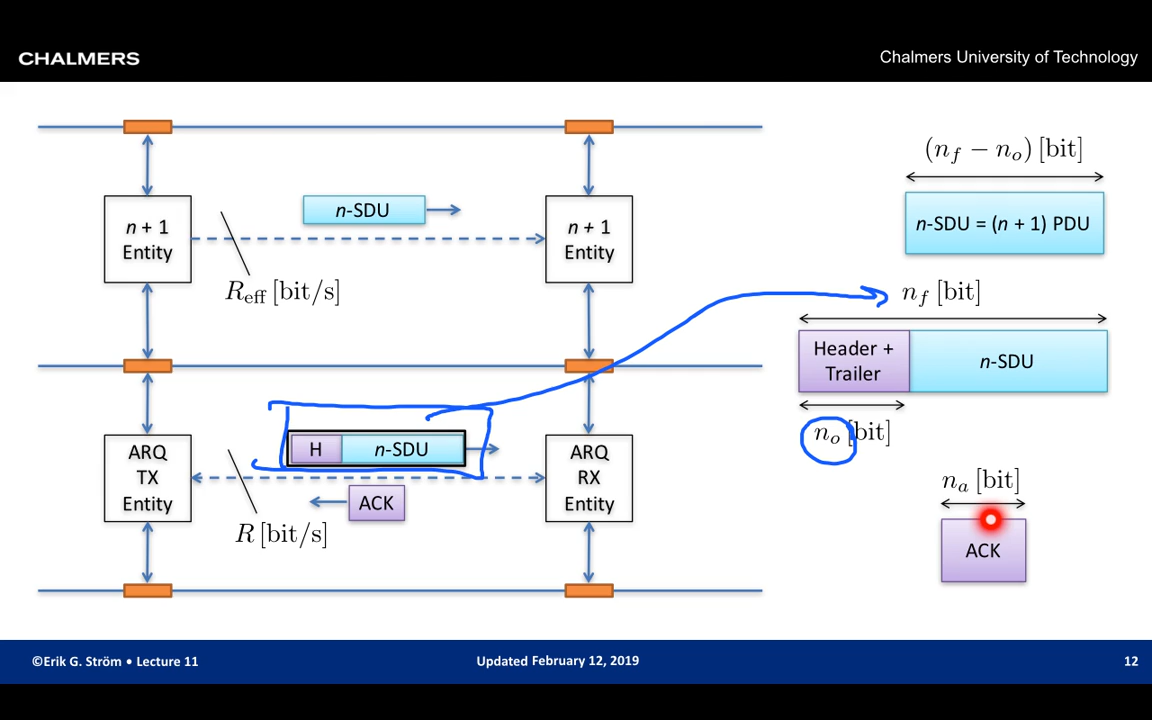 CHALMERS
Chalmers University of Technology
n + 1
Entity
n-SDU
n + 1
Entity
R_eff [bit/s]
(n_f − n_o) [bit]
n-SDU = (n + 1) PDU
n_f [bit]
Header +
Trailer
n-SDU
n_o [bit]
ARQ
TX
Entity
H
n-SDU
ACK
R [bit/s]
ARQ
RX
Entity
n_a [bit]
ACK
©Erik G. Ström • Lecture 11
Updated February 12, 2019
12